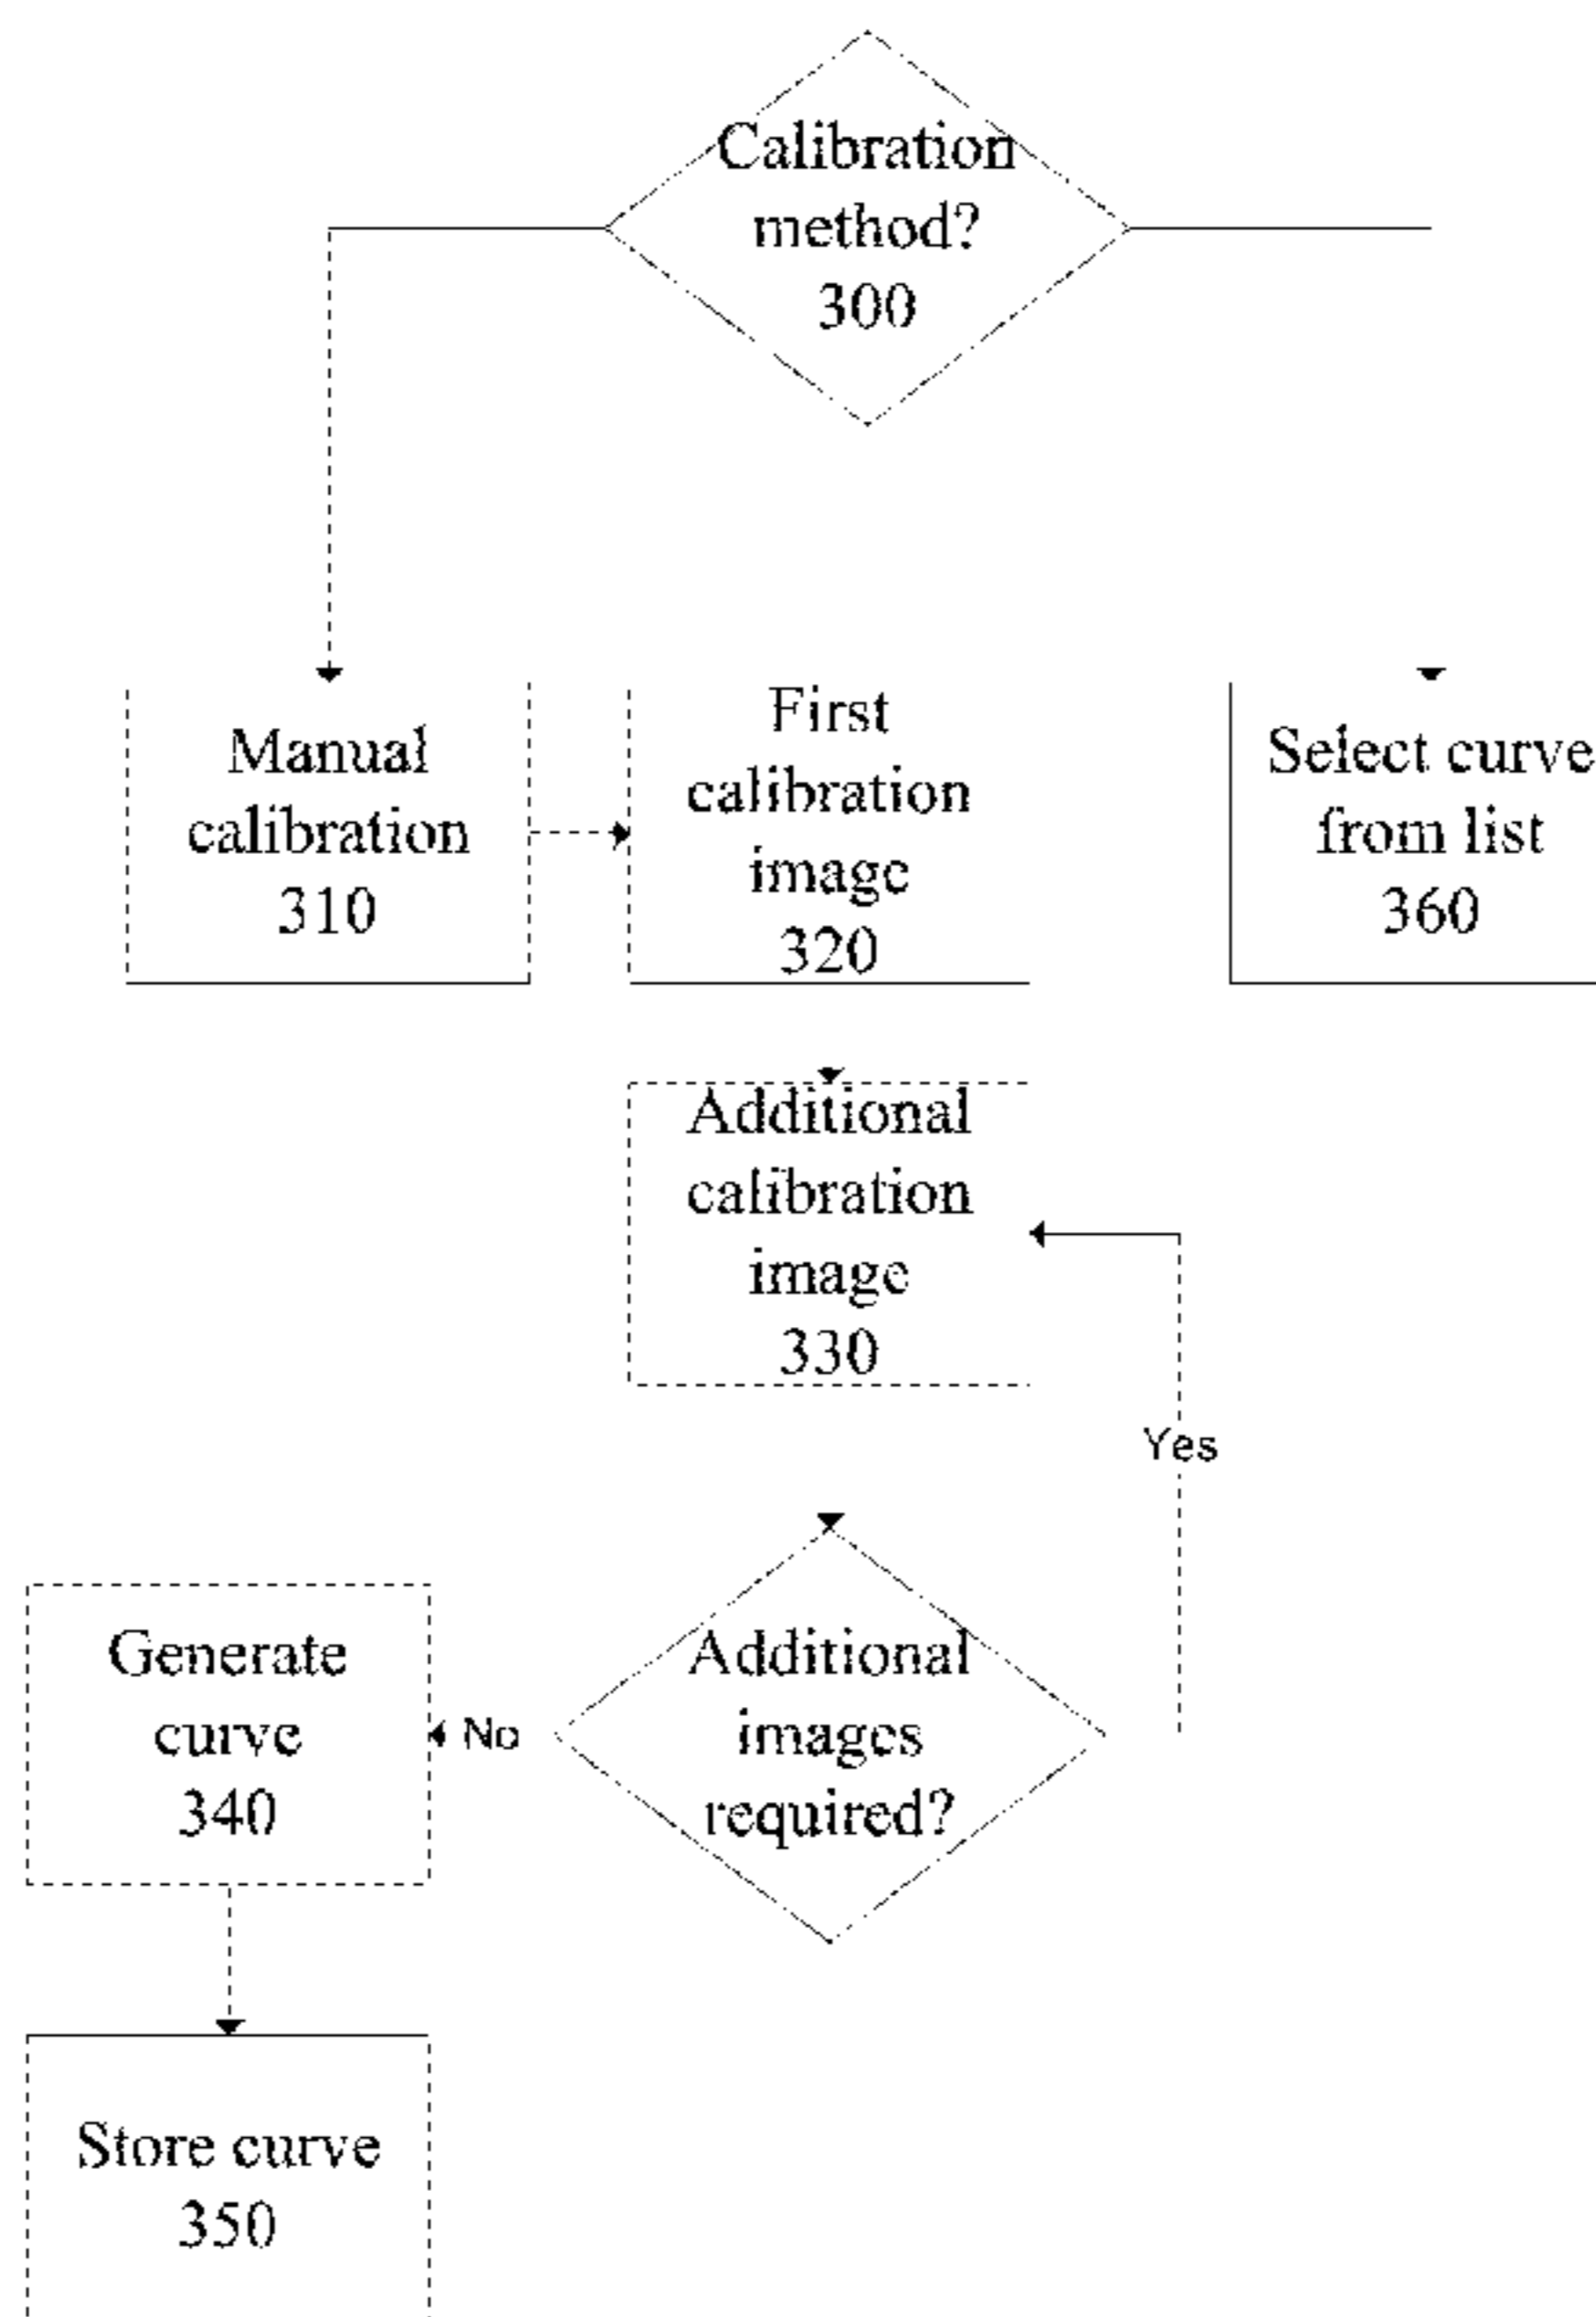 Calibration
method?
300
Manual
calibration
310
First
calibration
image
320
Select curve
from list
360
Additional
calibration
image
330
Yes
Generate
curve
340
No
Additional
images
required?
Store curve
350